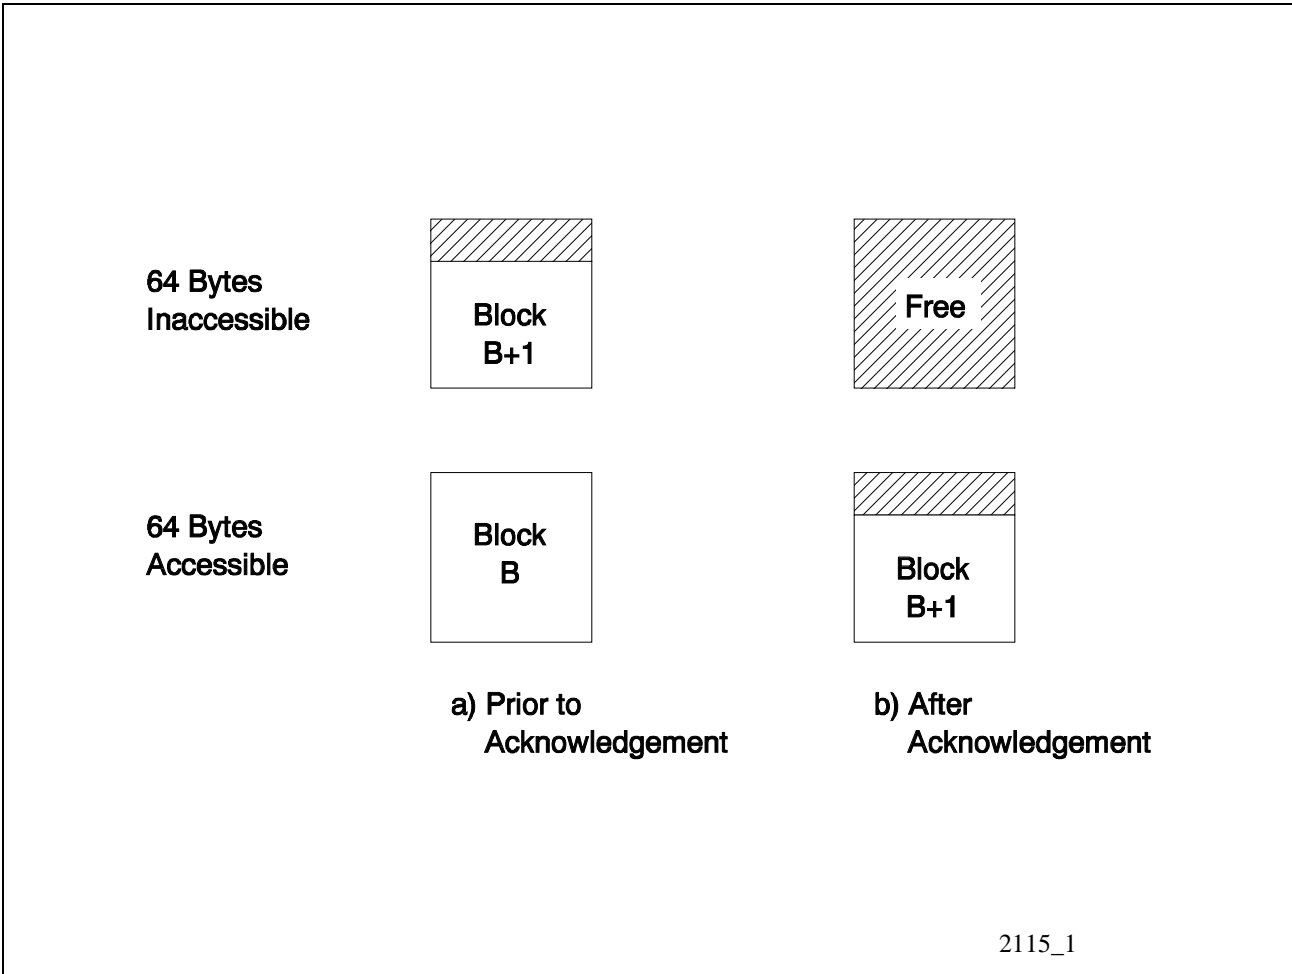 64 Bytes
Inaccessible
Block
B+1
Free
64 Bytes
Accessible
Block
B
Block
B+1
a) Prior to
Acknowledgement
b) After
Acknowledgement
2115_1